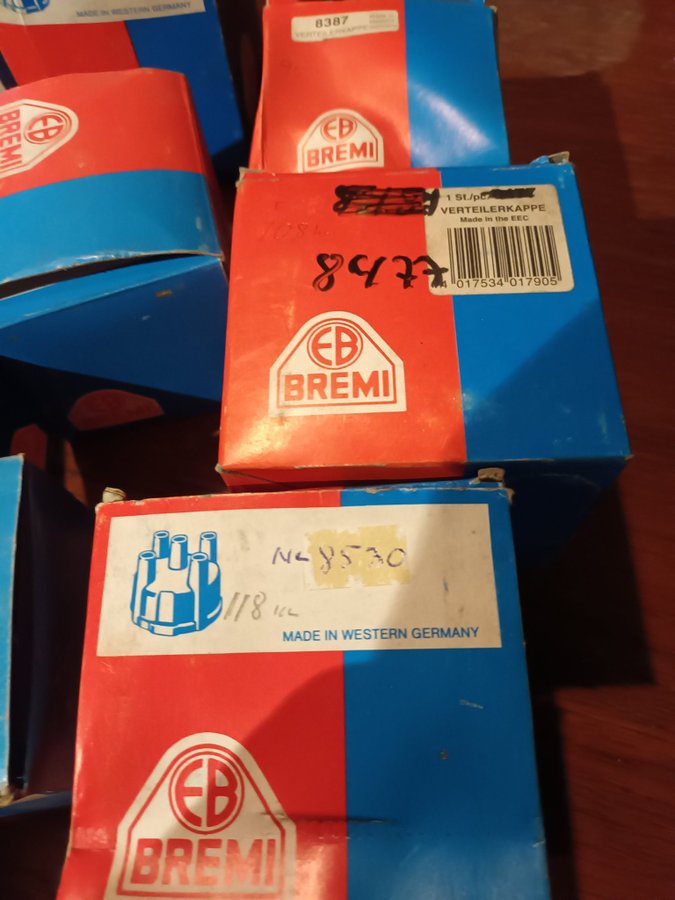 MADE IN WESTERN GERMANY
8387
VERTEILERKAPPE
EB
BREMI
EB
BREMI
1 St./pc.
VERTEILERKAPPE
Made in the EEC
8477
4 017534 017905
EB
BREMI
8530
118
MADE IN WESTERN GERMANY
EB
BREMI